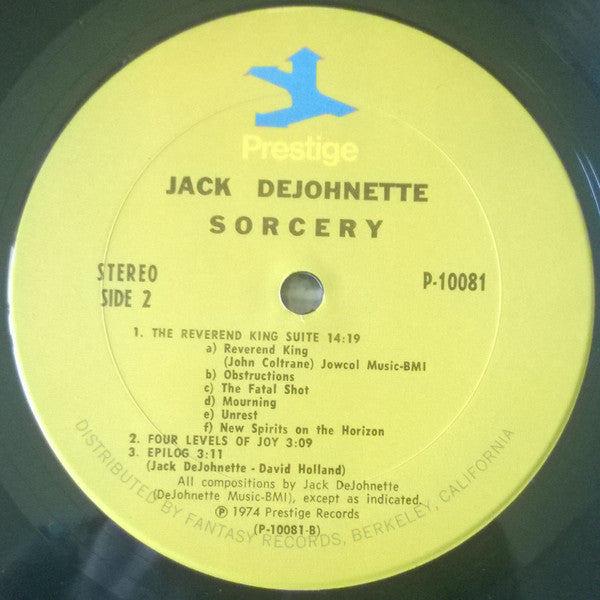 Prestige
JACK DEJOHNETTE
SORCERY
STEREO
SIDE 2
P-10081
1. THE REVEREND KING SUITE 14:19
a) Reverend King
(John Coltrane) Jowcol Music-BMI
b) Obstructions
c) The Fatal Shot
d) Mourning
e) Unrest
f) New Spirits on the Horizon
2. FOUR LEVELS OF JOY 3:09
3. EPILOG 3:11
(Jack DeJohnette - David Holland)
All compositions by Jack DeJohnette
(DeJohnette Music-BMI), except as indicated.
℗ 1974 Prestige Records
(P-10081-B)
DISTRIBUTED BY FANTASY RECORDS, BERKELEY, CALIFORNIA